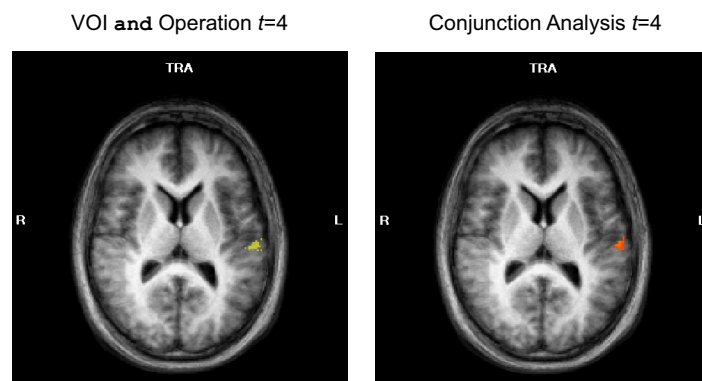 VOI and Operation t=4
Conjunction Analysis t=4
TRA
TRA
R
L
R
L